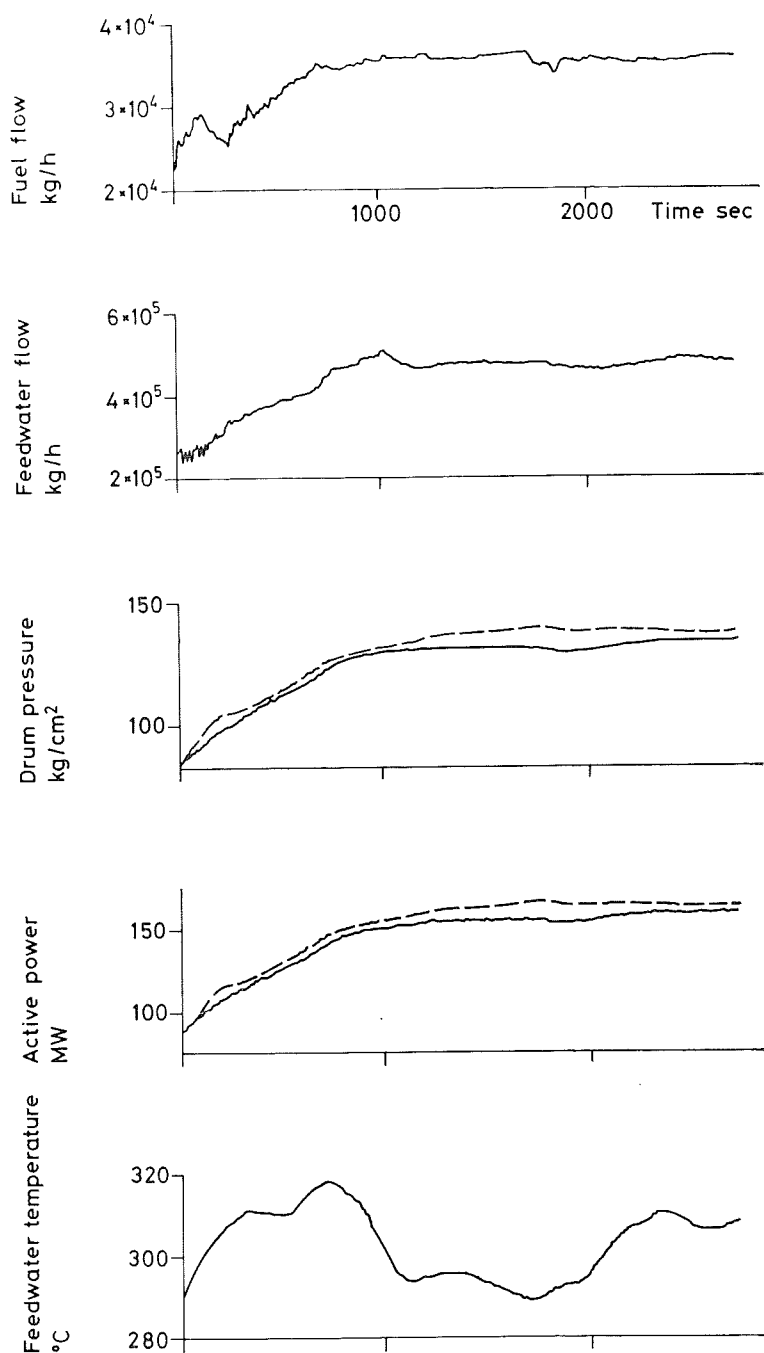 Fuel flow
kg/h
4×10⁴
3×10⁴
2×10⁴
1000
2000
Time sec
Feedwater flow
kg/h
6×10⁵
4×10⁵
2×10⁵
Drum pressure
kg/cm²
150
100
Active power
MW
150
100
Feedwater temperature
°C
320
300
280